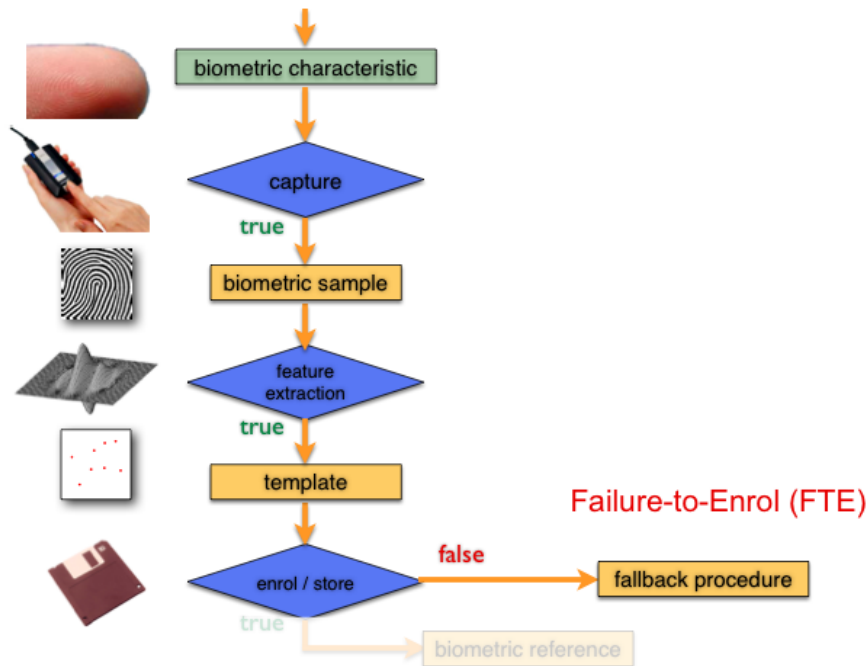 biometric characteristic
capture
true
biometric sample
feature
extraction
true
template
Failure-to-Enrol (FTE)
false
enrol / store
fallback procedure
true
biometric reference